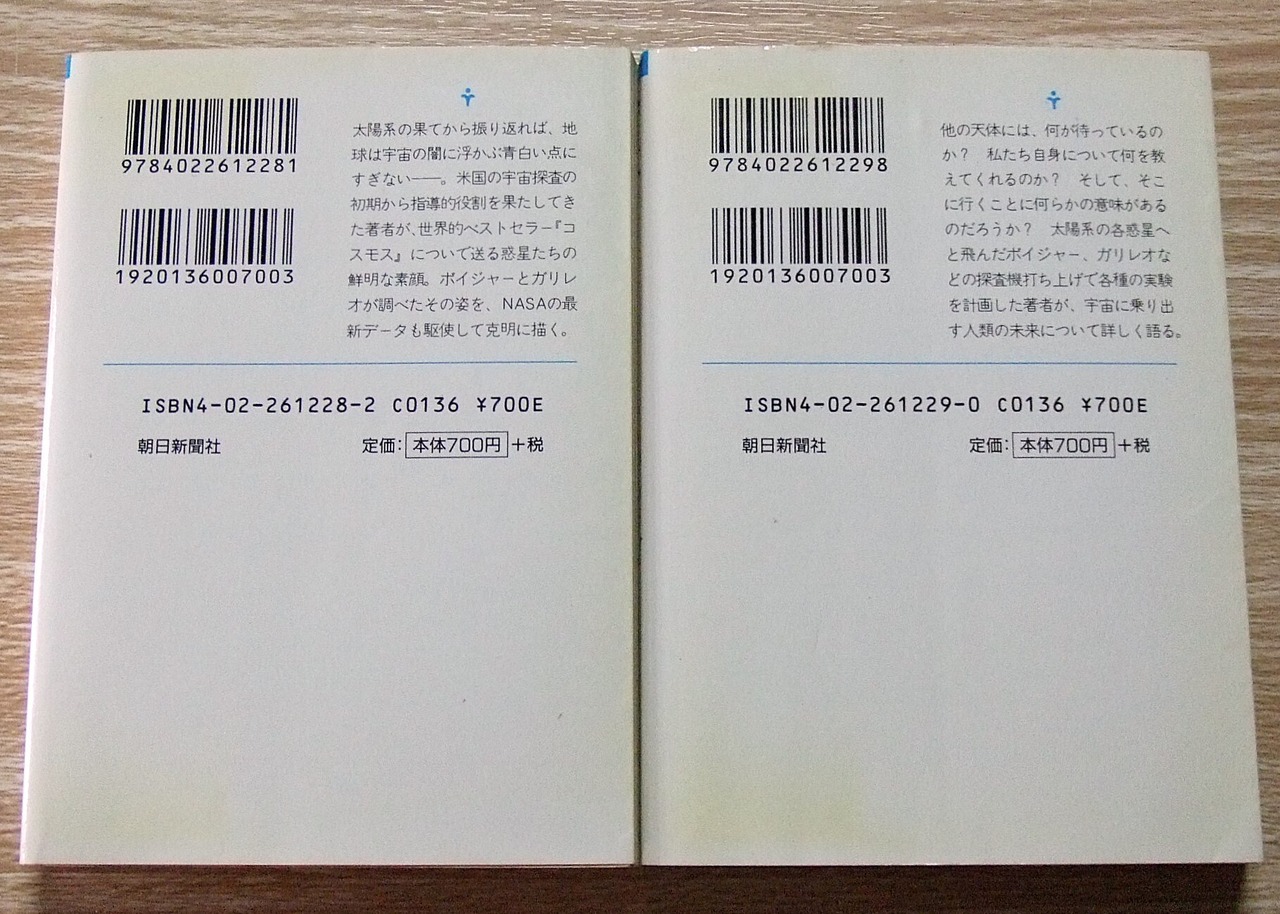 9784022612281
1920136007003
太陽系の果てから振り返れば、地
球は宇宙の闇に浮かぶ青白い点に
すぎない――。米国の宇宙探査の
初期から指導的役割を果たしてき
た著者が、世界的ベストセラー『コ
スモス』についで送る惑星たちの
鮮明な素顔。ボイジャーとガリレ
オが調べたその姿を、NASAの最
新データも駆使して克明に描く。
ISBN4-02-261228-2 C0136 ¥700E
朝日新聞社 定価：本体700円＋税
9784022612298
1920136007003
他の天体には、何が待っているの
か？　私たち自身について何を教
えてくれるのか？　そして、そこ
に行くことに何らかの意味がある
のだろうか？　太陽系の各惑星へ
と飛んだボイジャー、ガリレオな
どの探査機打ち上げで各種の実験
を計画した著者が、宇宙に乗り出
す人類の未来について詳しく語る。
ISBN4-02-261229-0 C0136 ¥700E
朝日新聞社 定価：本体700円＋税